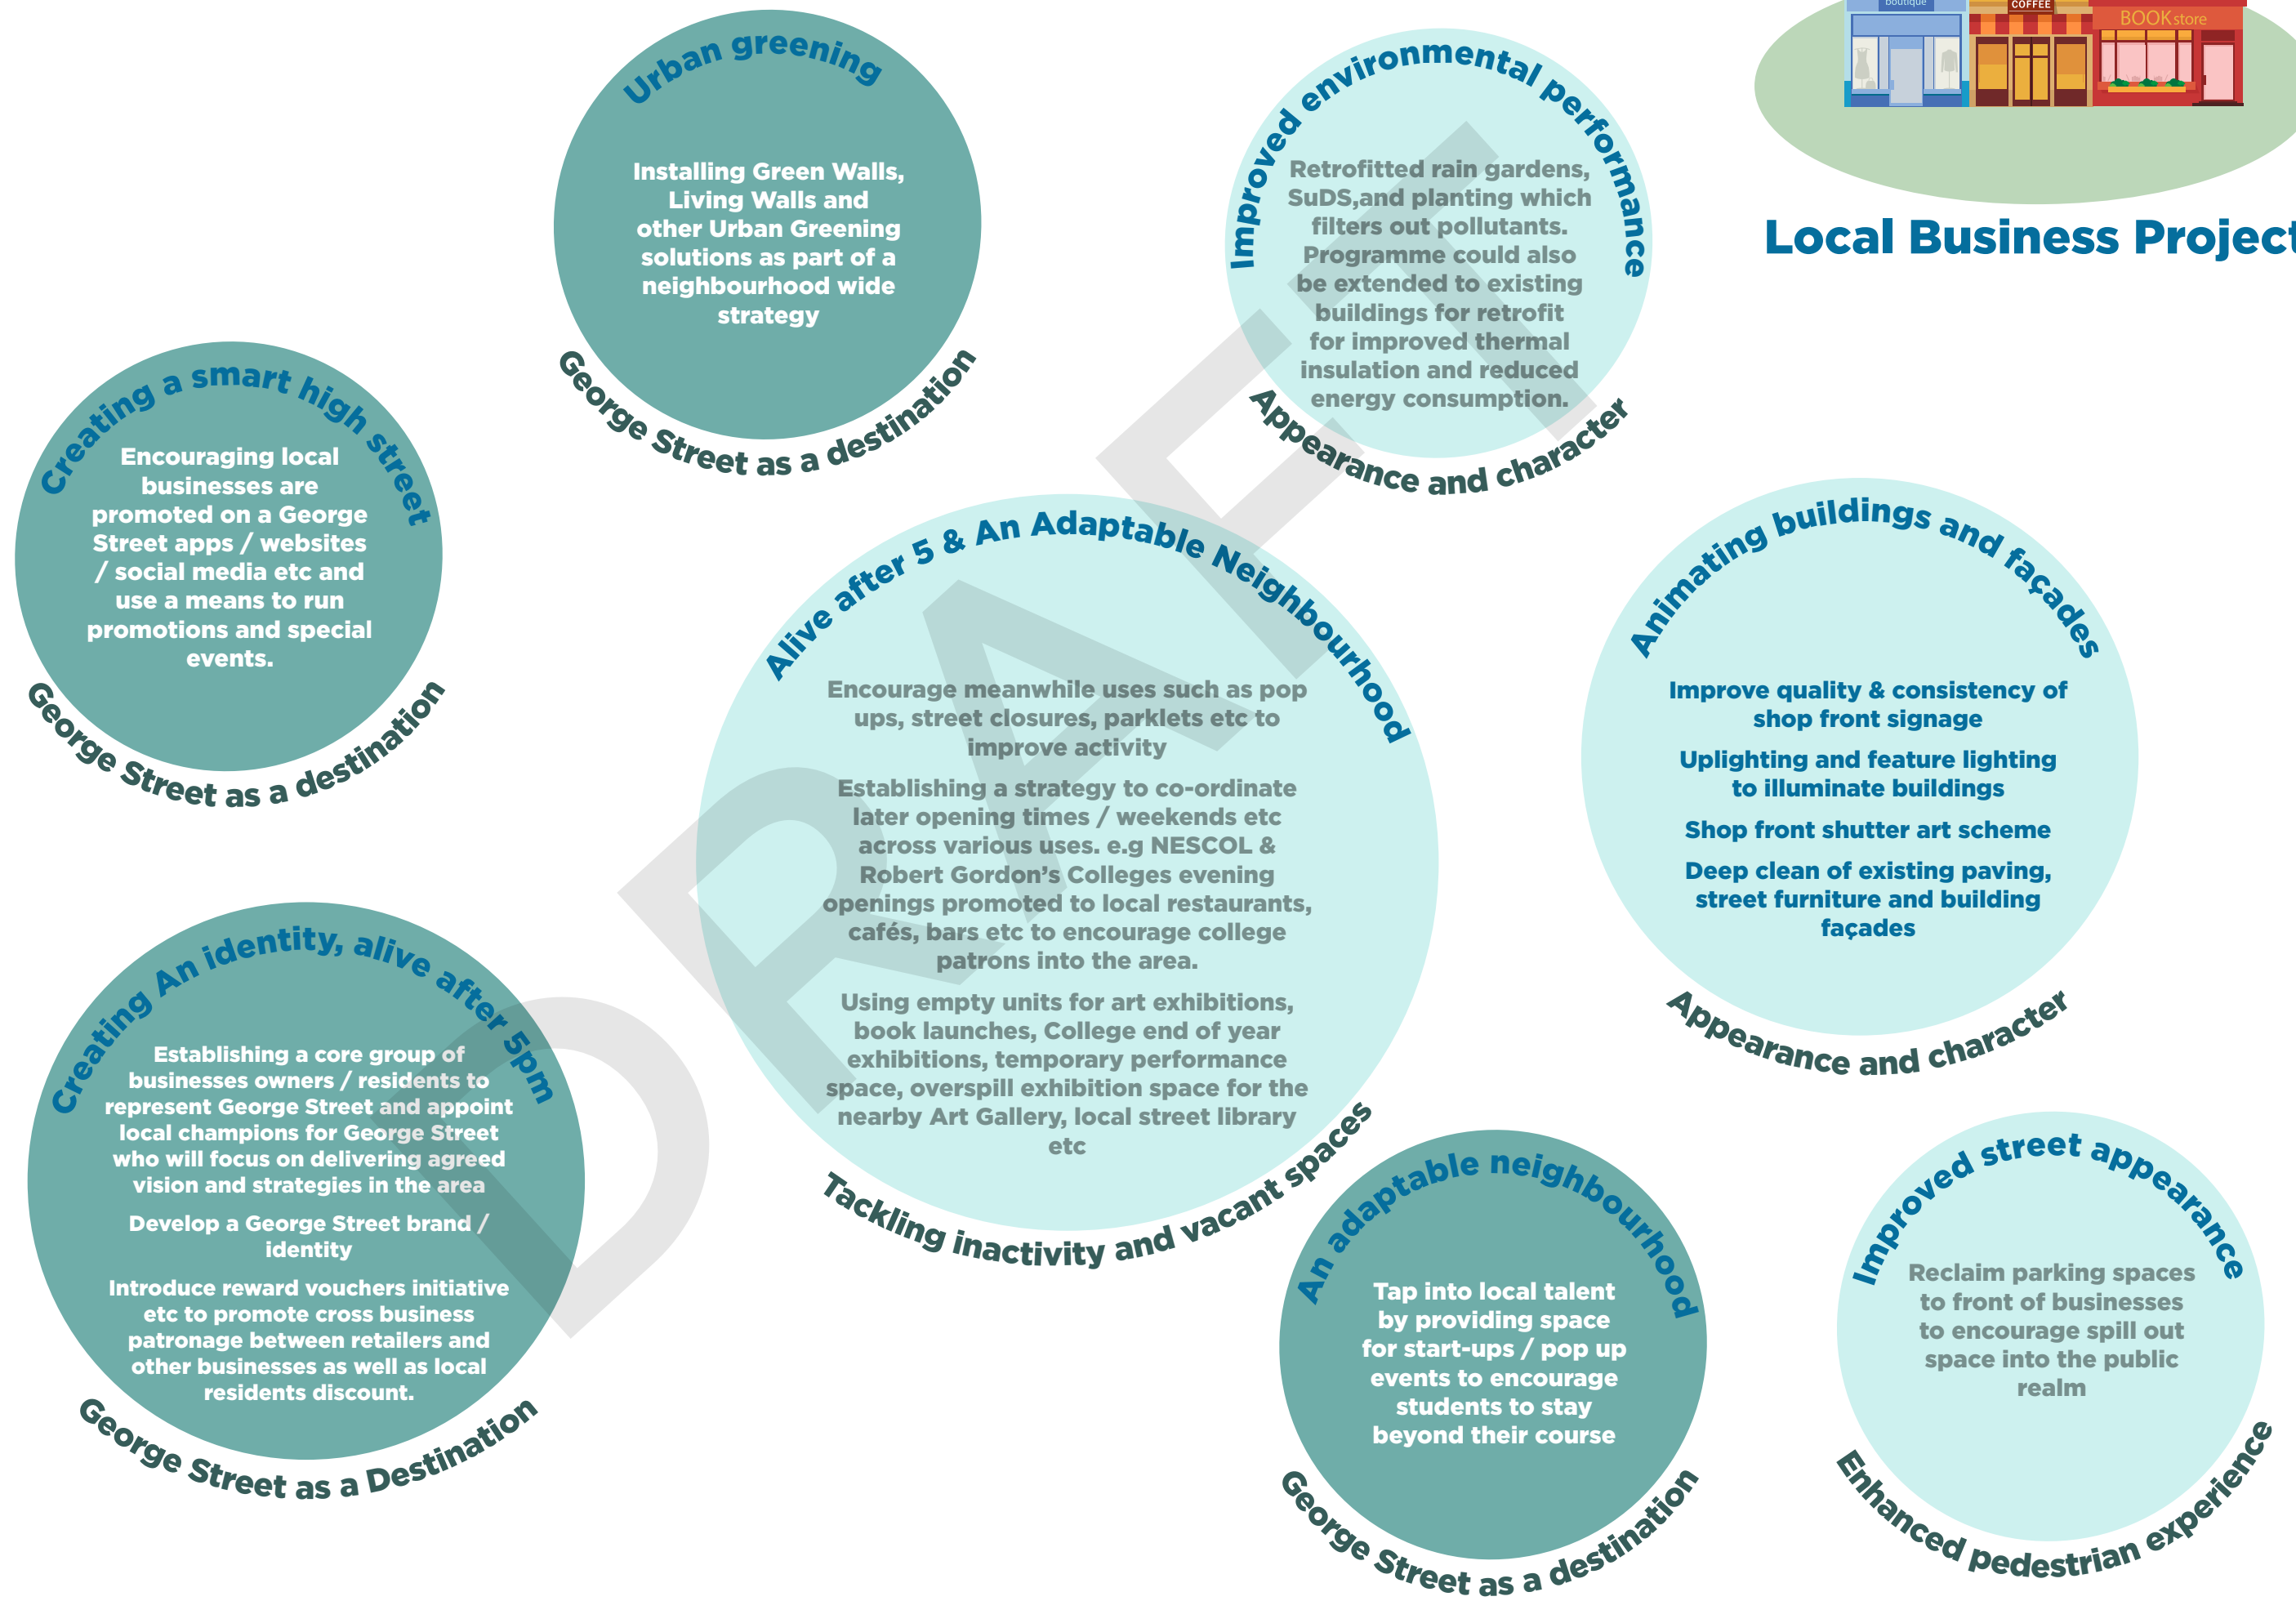 boutique
COFFEE
BOOK store
Local Business Project
Urban greening
Installing Green Walls,
Living Walls and
other Urban Greening
solutions as part of a
neighbourhood wide
strategy
George Street as a destination
Improved environmental performance
Retrofitted rain gardens,
SuDS,and planting which
filters out pollutants.
Programme could also
be extended to existing
buildings for retrofit
for improved thermal
insulation and reduced
energy consumption.
Appearance and character
Creating a smart high street
Encouraging local
businesses are
promoted on a George
Street apps / websites
/ social media etc and
use a means to run
promotions and special
events.
George Street as a destination
Alive after 5 & An Adaptable Neighbourhood
Encourage meanwhile uses such as pop
ups, street closures, parklets etc to
improve activity
Establishing a strategy to co-ordinate
later opening times / weekends etc
across various uses. e.g NESCOL &
Robert Gordon's Colleges evening
openings promoted to local restaurants,
cafés, bars etc to encourage college
patrons into the area.
Using empty units for art exhibitions,
book launches, College end of year
exhibitions, temporary performance
space, overspill exhibition space for the
nearby Art Gallery, local street library
etc
Tackling inactivity and vacant spaces
Animating buildings and façades
Improve quality & consistency of
shop front signage
Uplighting and feature lighting
to illuminate buildings
Shop front shutter art scheme
Deep clean of existing paving,
street furniture and building
façades
Appearance and character
Creating An identity, alive after 5pm
Establishing a core group of
businesses owners / residents to
represent George Street and appoint
local champions for George Street
who will focus on delivering agreed
vision and strategies in the area
Develop a George Street brand /
identity
Introduce reward vouchers initiative
etc to promote cross business
patronage between retailers and
other businesses as well as local
residents discount.
George Street as a Destination
An adaptable neighbourhood
Tap into local talent
by providing space
for start-ups / pop up
events to encourage
students to stay
beyond their course
George Street as a destination
Improved street appearance
Reclaim parking spaces
to front of businesses
to encourage spill out
space into the public
realm
Enhanced pedestrian experience
DRAFT